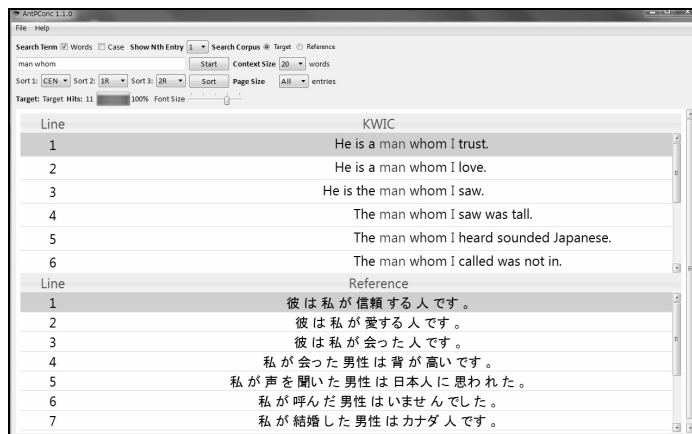 AntPConc 1.1.0
File Help
Search Term Words Case Show Nth Entry 1 Search Corpus Target Reference
man whom Start Context Size 20 words
Sort 1: CEN Sort 2: 1R Sort 3: 2R Sort Page Size All entries
Target: Target Hits: 11 100% Font Size
Line KWIC
1 He is a man whom I trust.
2 He is a man whom I love.
3 He is the man whom I saw.
4 The man whom I saw was tall.
5 The man whom I heard sounded Japanese.
6 The man whom I called was not in.
Line Reference
1 彼 は 私 が 信頼 する 人 です 。
2 彼 は 私 が 愛する 人 です 。
3 彼 は 私 が 会っ た 人 です 。
4 私 が 会っ た 男性 は 背 が 高い です 。
5 私 が 声 を 聞い た 男性 は 日本人 に 思わ れ た 。
6 私 が 呼ん だ 男性 は いませ ん でし た 。
7 私 が 結婚 し た 男性 は カナダ 人 です 。